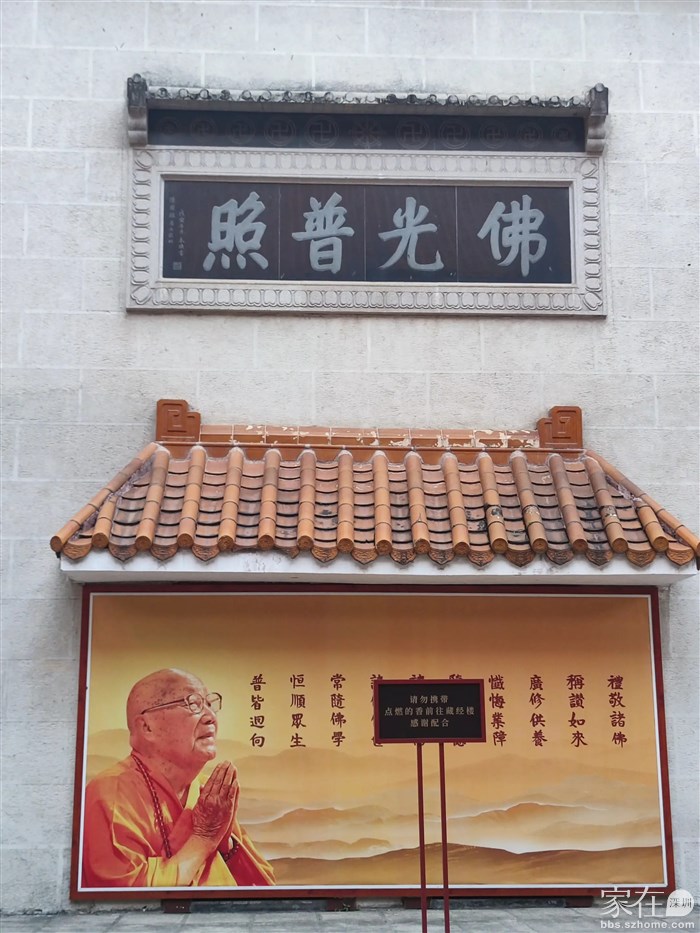 佛光普照
禮敬諸佛
稱讚如來
廣修供養
懺悔業障
常隨佛學
恒順眾生
普皆迴向
请勿携带
点燃的香前往藏经楼
感谢配合
家在深圳
bbs.szhome.com